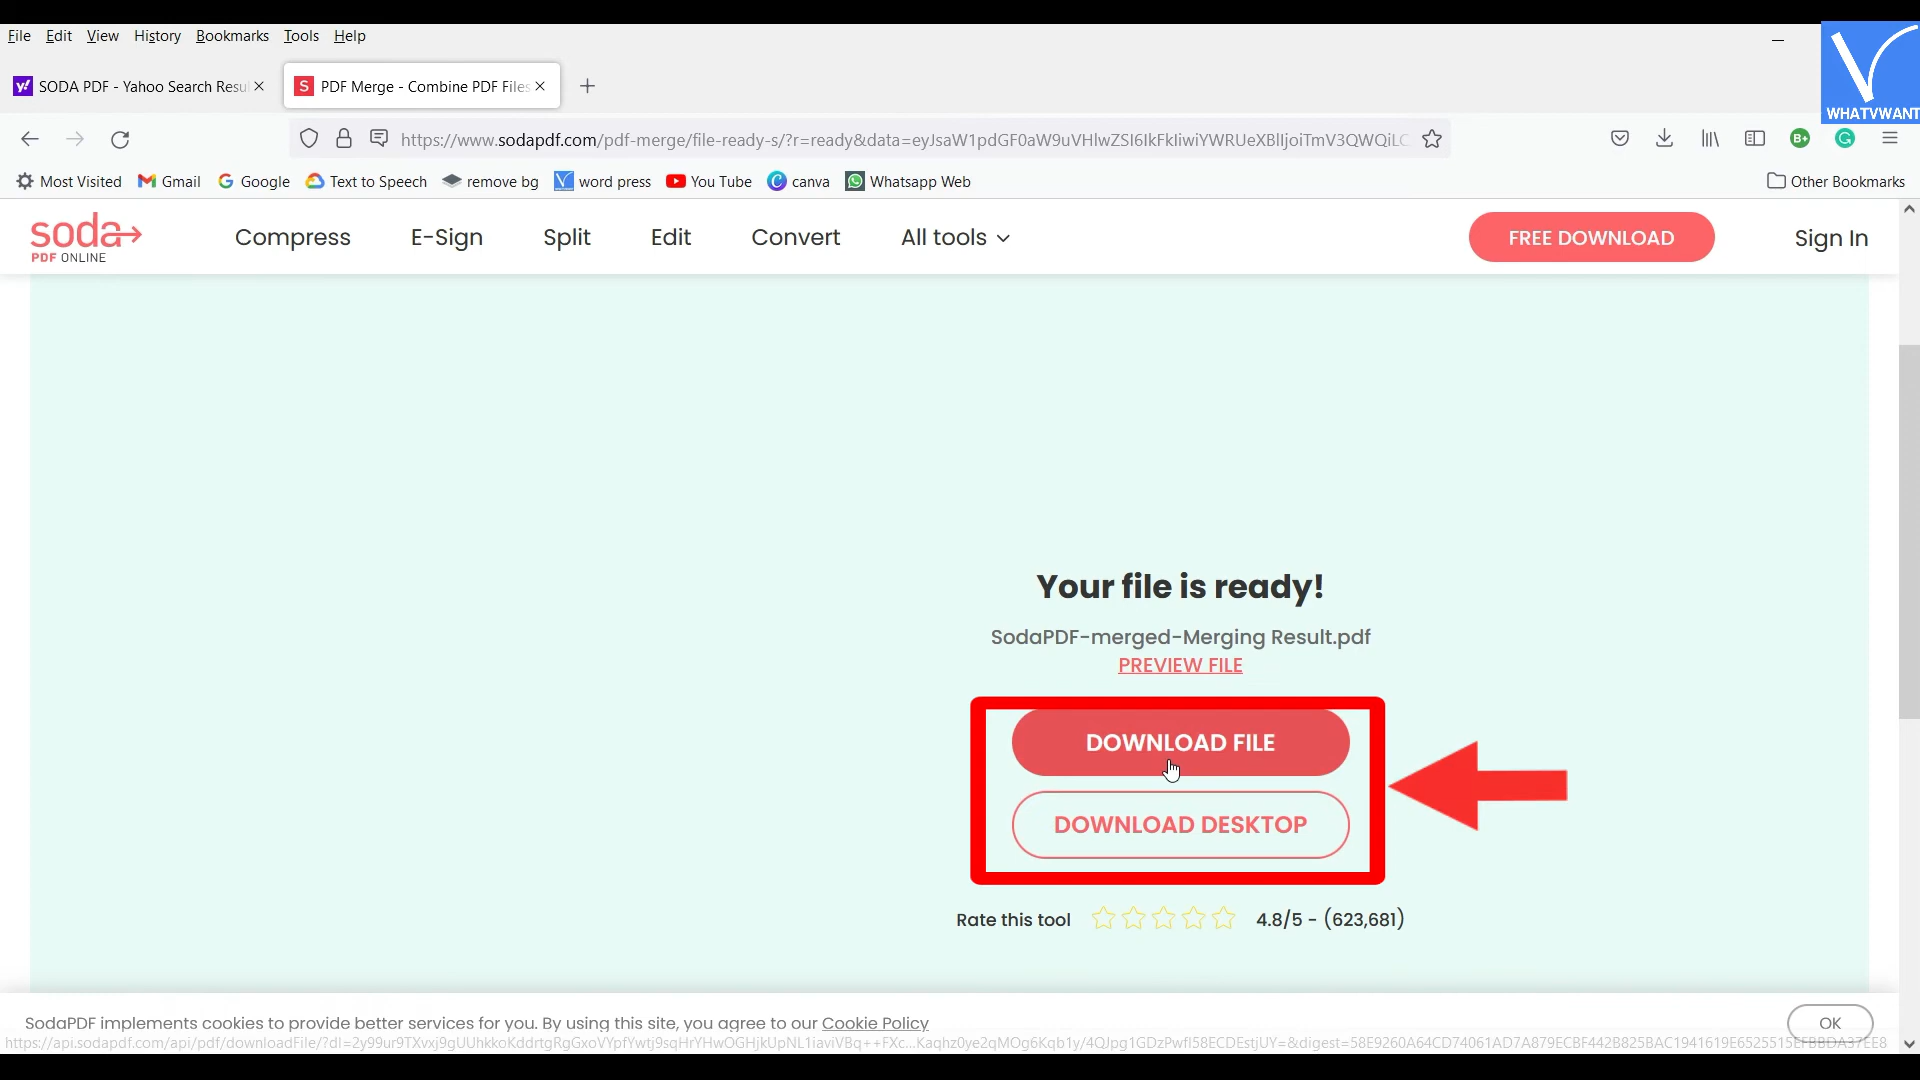 File Edit View History Bookmarks Tools Help
WHATVWANT
SODA PDF - Yahoo Search Resul
PDF Merge - Combine PDF Files
https://www.sodapdf.com/pdf-merge/file-ready-s/?r=ready&data=
Most Visited Gmail Google Text to Speech remove bg word press You Tube canva Whatsapp Web Other Bookmarks
soda
PDF ONLINE
Compress E-Sign Split Edit Convert All tools FREE DOWNLOAD Sign In
Your file is ready!
SodaPDF-merged-Merging Result.pdf
PREVIEW FILE
DOWNLOAD FILE
DOWNLOAD DESKTOP
Rate this tool 4.8/5 - (623,681)
SodaPDF implements cookies to provide better services for you. By using this site, you agree to our Cookie Policy OK